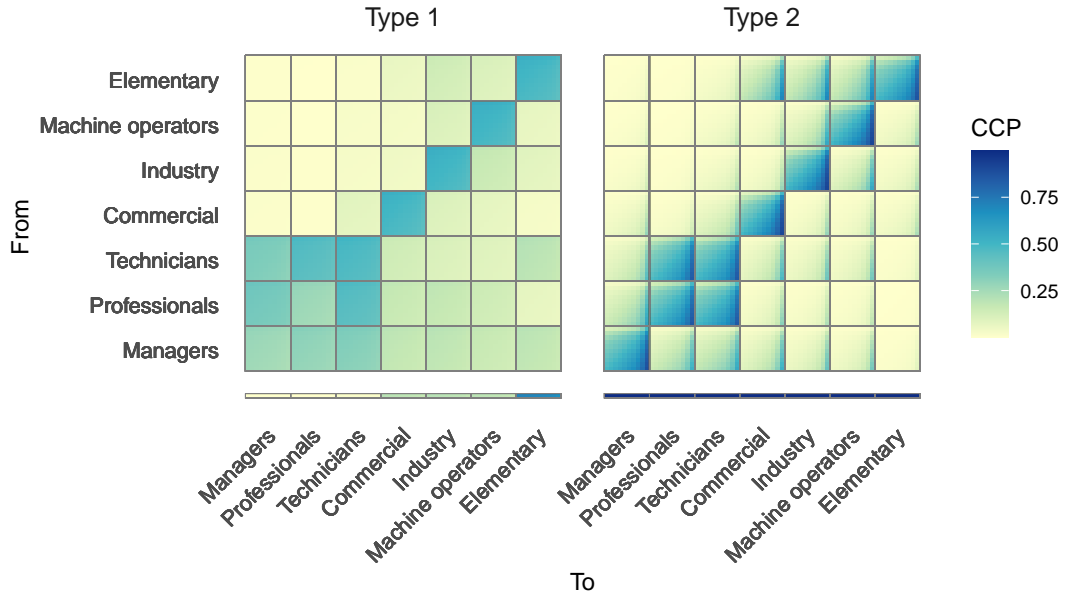 Type 1
Type 2
Elementary
Machine operators
Industry
Commercial
Technicians
Professionals
Managers
From
CCP
0.75
0.50
0.25
Managers
Professionals
Technicians
Commercial
Industry
Machine operators
Elementary
Managers
Professionals
Technicians
Commercial
Industry
Machine operators
Elementary
To